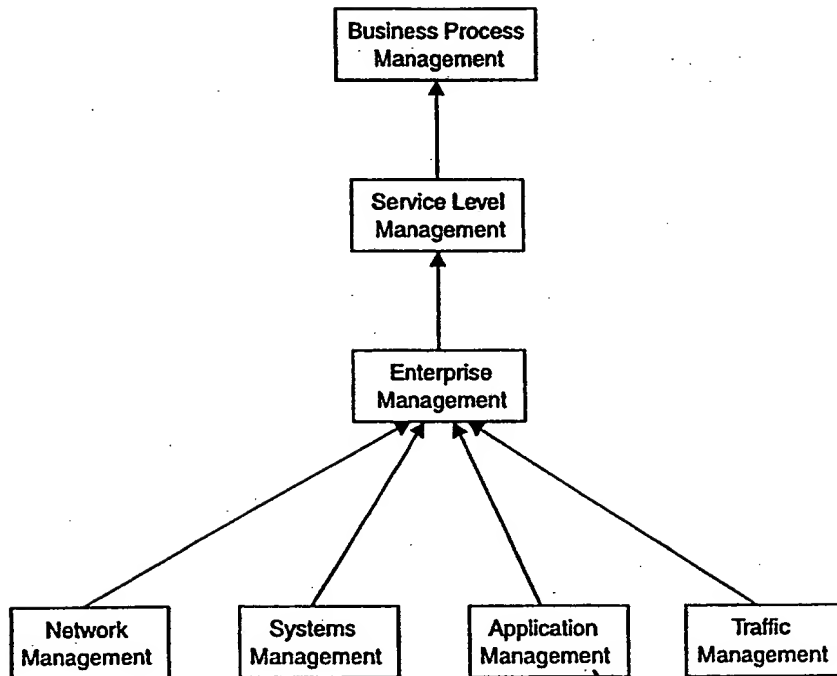 Business Process
Management
Service Level
Management
Enterprise
Management
Network
Management
Systems
Management
Application
Management
Traffic
Management